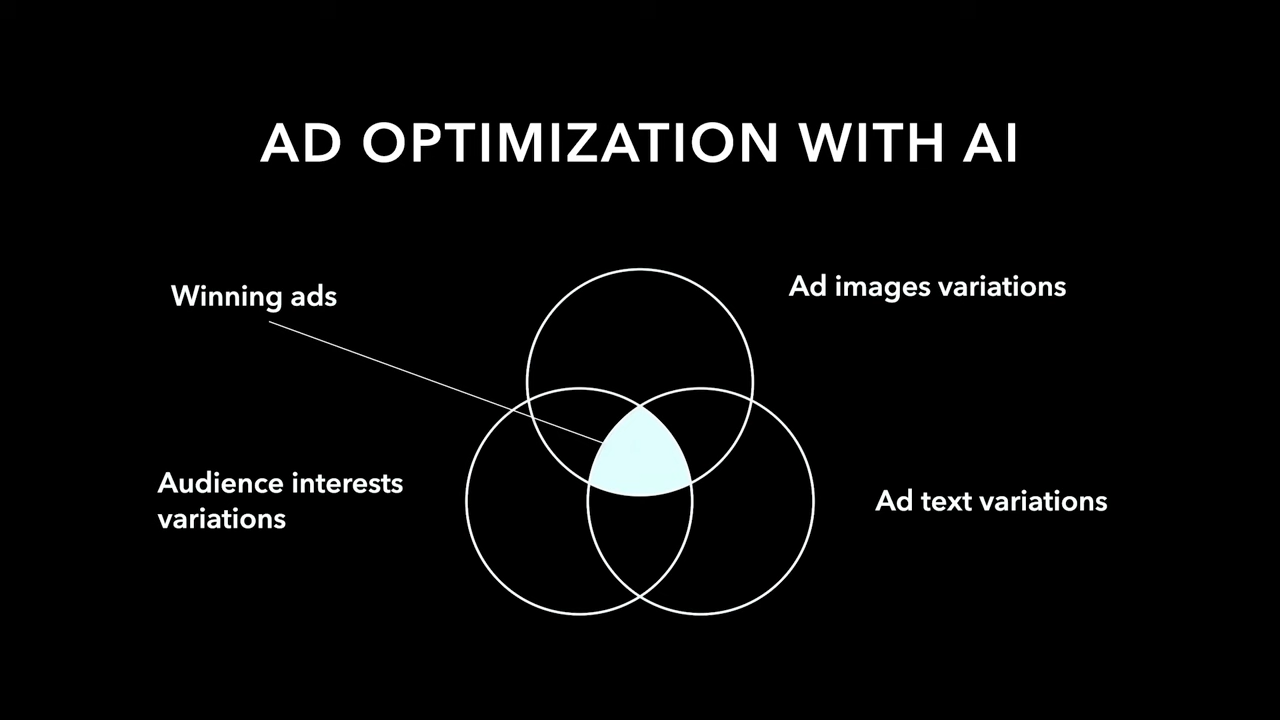 AD OPTIMIZATION WITH AI
Winning ads
Ad images variations
Audience interests
variations
Ad text variations